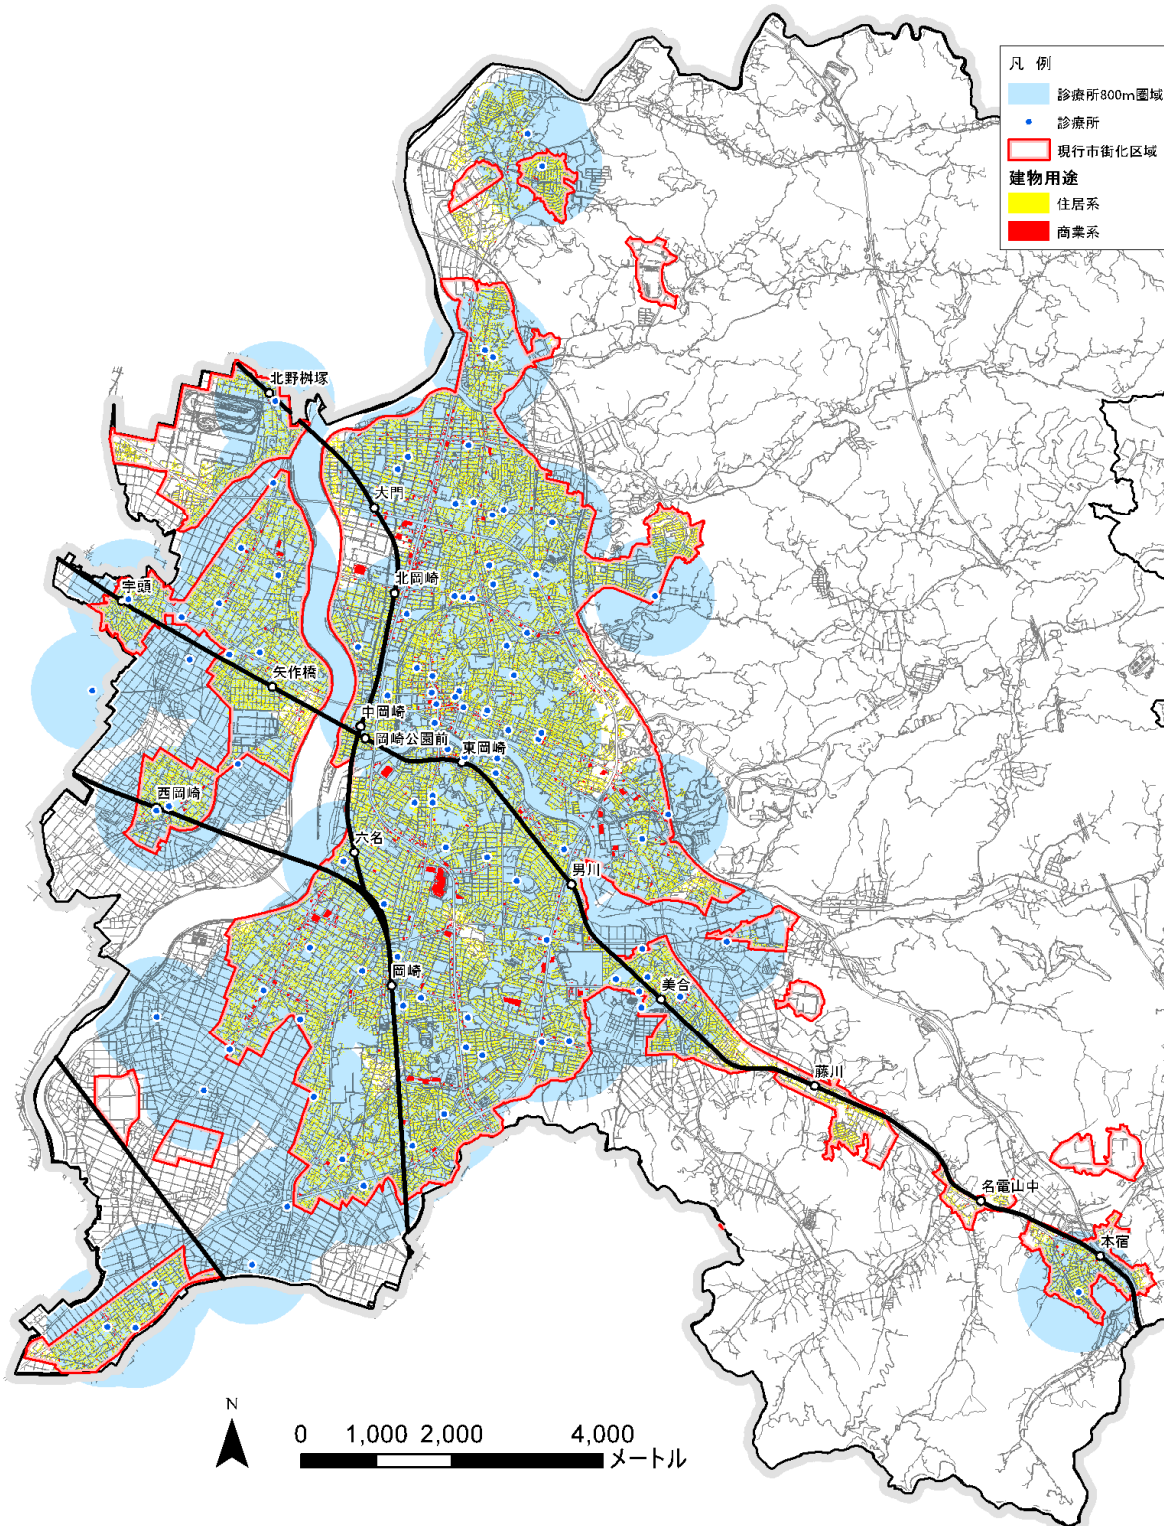 凡 例
診療所800m圏域
診療所
現行市街化区域
建物用途
住居系
商業系
北野桝塚
大門
北岡崎
宇頭
矢作橋
中岡崎
岡崎公園前
東岡崎
西岡崎
六名
男川
岡崎
美合
藤川
名電山中
本宿
N
0 1,000 2,000 4,000
メートル